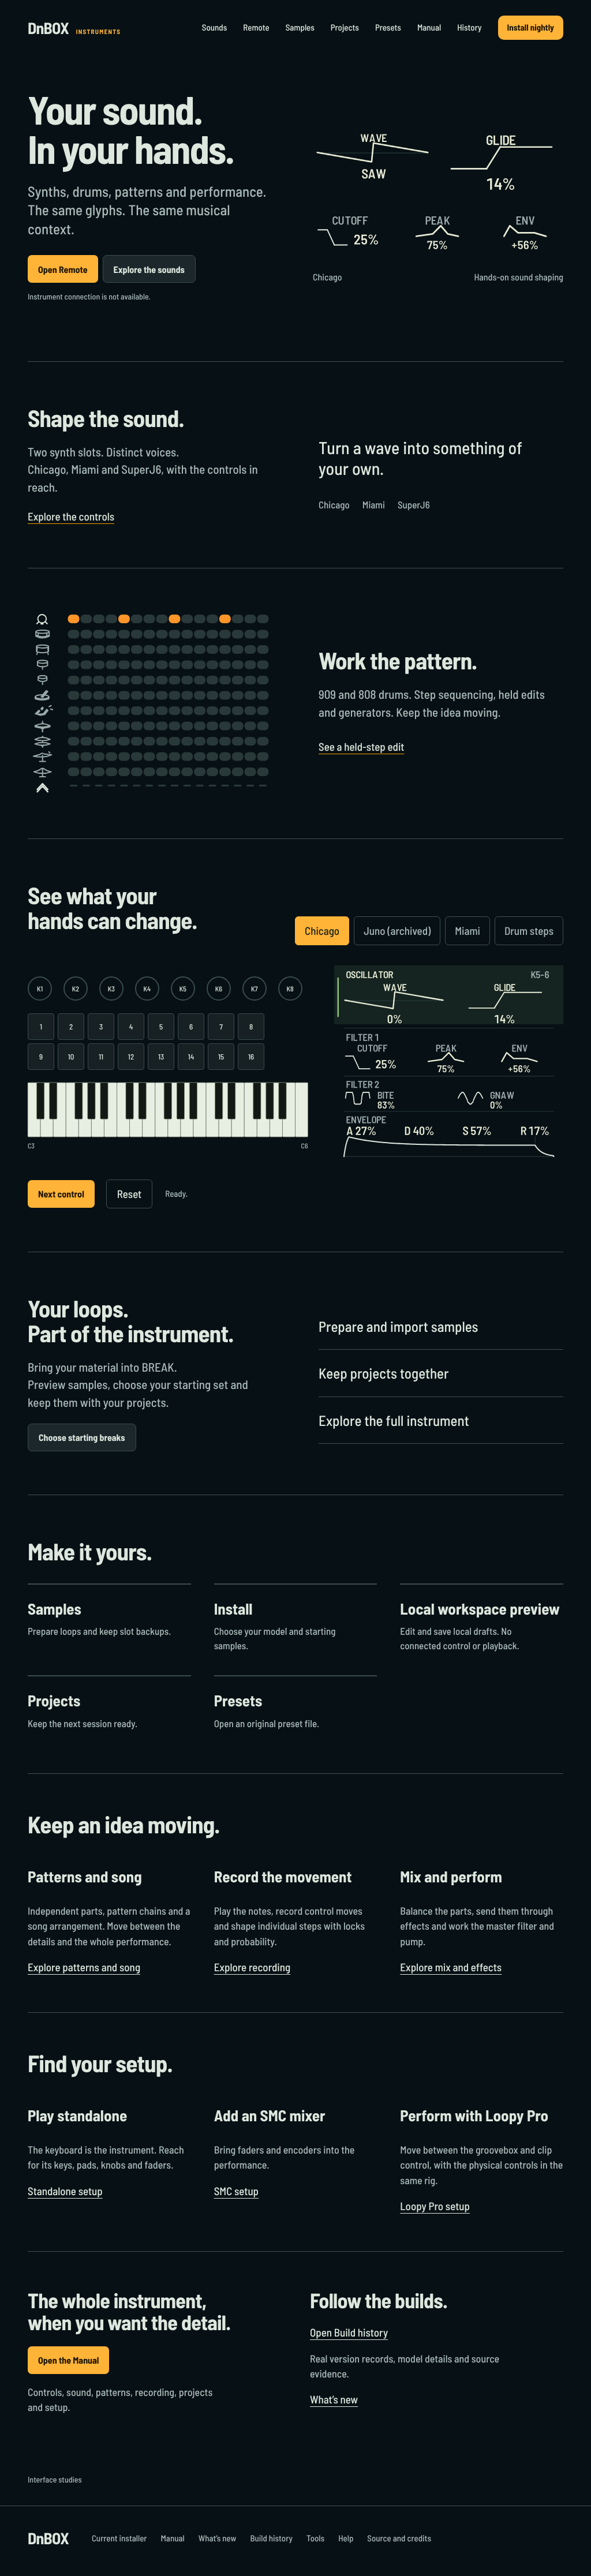 DnBOX INSTRUMENTS
Sounds Remote Samples Projects Presets Manual History Install nightly
Your sound.
In your hands.
Synths, drums, patterns and performance.
The same glyphs. The same musical
context.
Open Remote Explore the sounds
Instrument connection is not available.
WAVE GLIDE
SAW 14%
CUTOFF PEAK ENV
25% 75% +56%
Chicago Hands-on sound shaping
Shape the sound.
Two synth slots. Distinct voices.
Chicago, Miami and SuperJ6, with the controls in
reach.
Explore the controls
Turn a wave into something of
your own.
Chicago Miami SuperJ6
Work the pattern.
909 and 808 drums. Step sequencing, held edits
and generators. Keep the idea moving.
See a held-step edit
See what your
hands can change.
Chicago Juno (archived) Miami Drum steps
K1 K2 K3 K4 K5 K6 K7 K8
1 2 3 4 5 6 7 8
9 10 11 12 13 14 15 16
C3 C6
OSCILLATOR K5-6
WAVE GLIDE
0% 14%
FILTER 1
CUTOFF PEAK ENV
25% 75% +56%
FILTER 2
BITE GNAW
83% 0%
ENVELOPE
A 27% D 40% S 57% R 17%
Next control Reset Ready.
Your loops.
Part of the instrument.
Bring your material into BREAK.
Preview samples, choose your starting set and
keep them with your projects.
Choose starting breaks
Prepare and import samples
Keep projects together
Explore the full instrument
Make it yours.
Samples
Prepare loops and keep slot backups.
Install
Choose your model and starting
samples.
Local workspace preview
Edit and save local drafts. No
connected control or playback.
Projects
Keep the next session ready.
Presets
Open an original preset file.
Keep an idea moving.
Patterns and song
Independent parts, pattern chains and a
song arrangement. Move between the
details and the whole performance.
Explore patterns and song
Record the movement
Play the notes, record control moves
and shape individual steps with locks
and probability.
Explore recording
Mix and perform
Balance the parts, send them through
effects and work the master filter and
pump.
Explore mix and effects
Find your setup.
Play standalone
The keyboard is the instrument. Reach
for its keys, pads, knobs and faders.
Standalone setup
Add an SMC mixer
Bring faders and encoders into the
performance.
SMC setup
Perform with Loopy Pro
Move between the groovebox and clip
control, with the physical controls in the
same rig.
Loopy Pro setup
The whole instrument,
when you want the detail.
Open the Manual
Controls, sound, patterns, recording, projects
and setup.
Follow the builds.
Open Build history
Real version records, model details and source
evidence.
What's new
Interface studies
DnBOX Current installer Manual What's new Build history Tools Help Source and credits